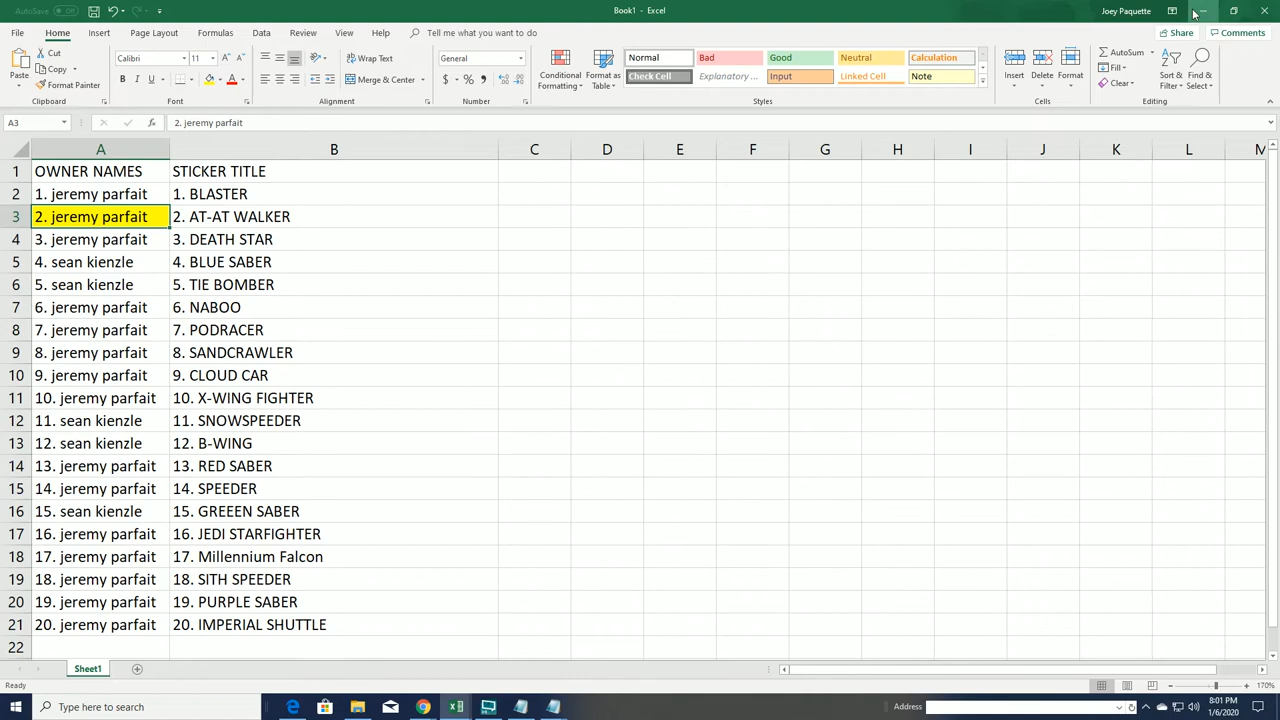 AutoSave Off Book1 - Excel Joey Paquette
File Home Insert Page Layout Formulas Data Review View Help Tell me what you want to do Share Comments
Paste Cut Copy Format Painter Clipboard
Calibri 11 B I U A Font
Wrap Text Merge & Center Alignment
General $ % Number
Conditional Formatting Format as Table
Normal Bad Good Neutral Calculation
Check Cell Explanatory ... Input Linked Cell Note
Styles
Insert Delete Format Cells
AutoSum Fill Clear Sort & Filter Find & Select Editing
A3 fx 2. jeremy parfait
A B C D E F G H I J K L M
1 OWNER NAMES STICKER TITLE
2 1. jeremy parfait 1. BLASTER
3 2. jeremy parfait 2. AT-AT WALKER
4 3. jeremy parfait 3. DEATH STAR
5 4. sean kienzle 4. BLUE SABER
6 5. sean kienzle 5. TIE BOMBER
7 6. jeremy parfait 6. NABOO
8 7. jeremy parfait 7. PODRACER
9 8. jeremy parfait 8. SANDCRAWLER
10 9. jeremy parfait 9. CLOUD CAR
11 10. jeremy parfait 10. X-WING FIGHTER
12 11. sean kienzle 11. SNOWSPEEDER
13 12. sean kienzle 12. B-WING
14 13. jeremy parfait 13. RED SABER
15 14. jeremy parfait 14. SPEEDER
16 15. sean kienzle 15. GREEEN SABER
17 16. jeremy parfait 16. JEDI STARFIGHTER
18 17. jeremy parfait 17. Millennium Falcon
19 18. jeremy parfait 18. SITH SPEEDER
20 19. jeremy parfait 19. PURPLE SABER
21 20. jeremy parfait 20. IMPERIAL SHUTTLE
22
Sheet1
Ready 170%
Type here to search Address 8:01 PM
1/6/2020